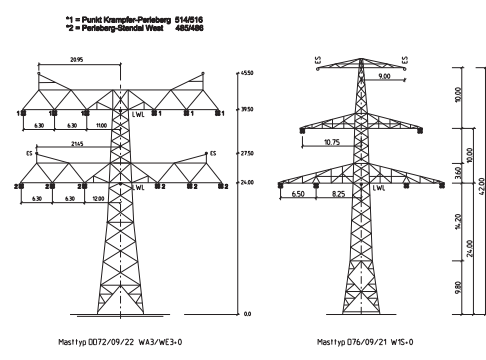 *1 = Punkt Krampfer-Perleberg 514/516
*2 = Perleberg-Stendal West 485/486
20.95
45.50
1 1 1 1 1 1
LWL
39.50
6.30 6.30 11.00
21.45
ES ES
27.50
2 2 2 2 2 2
LWL
24.00
6.30 6.30 12.00
0.0
Masttyp DD72/09/22 WA3/WE3+0
ES ES
9.00
10.00
10.75
10.00
3.60
LWL
6.50 8.25
42.00
14.20
24.00
9.80
Masttyp D76/09/21 W1S+0